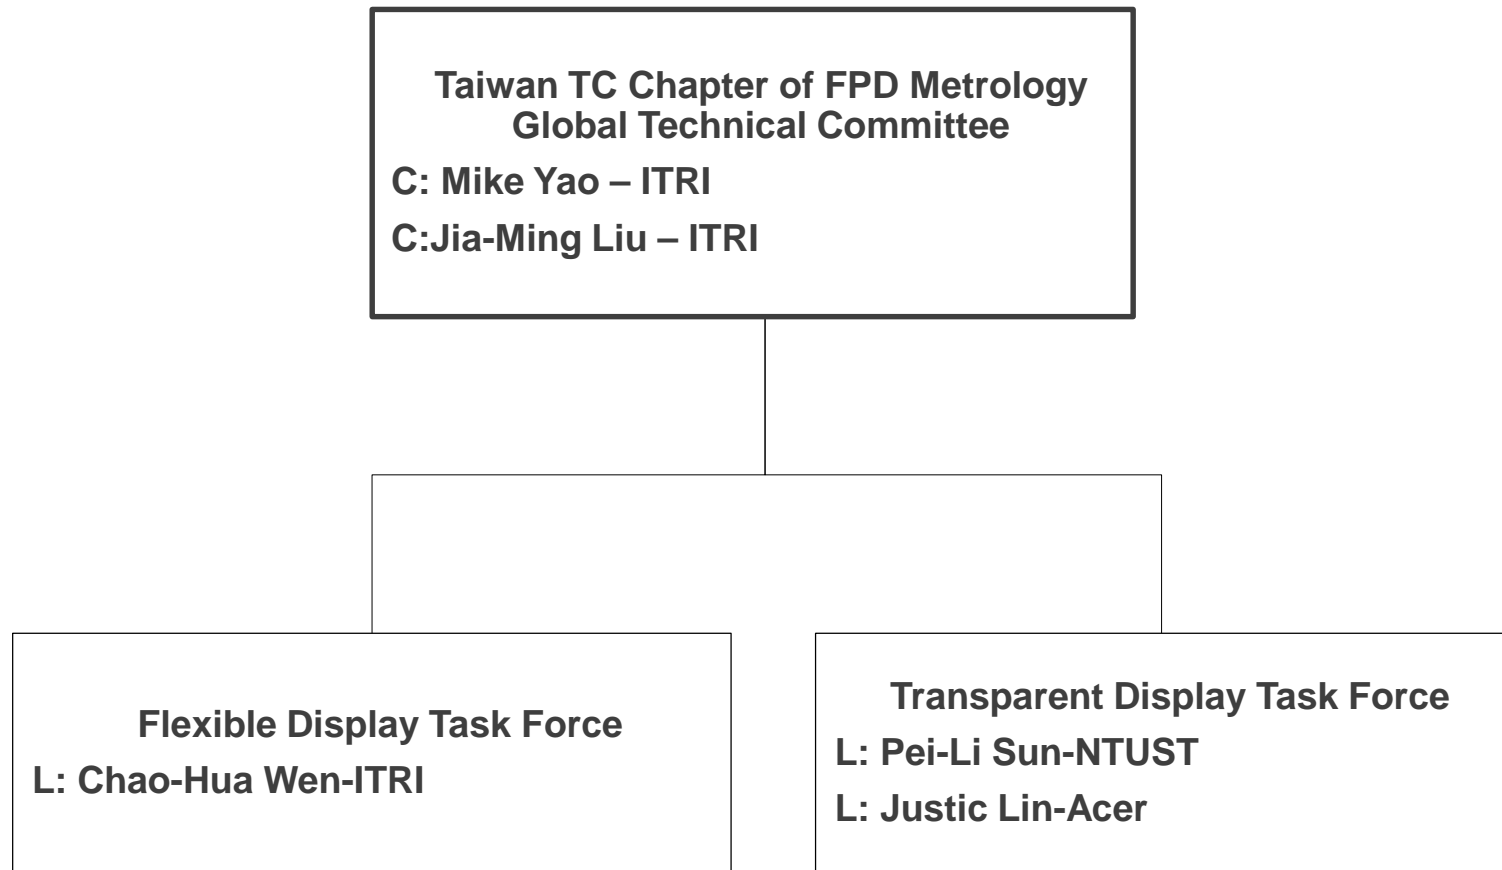 Taiwan TC Chapter of FPD Metrology
Global Technical Committee
C: Mike Yao – ITRI
C:Jia-Ming Liu – ITRI
Flexible Display Task Force
L: Chao-Hua Wen-ITRI
Transparent Display Task Force
L: Pei-Li Sun-NTUST
L: Justic Lin-Acer